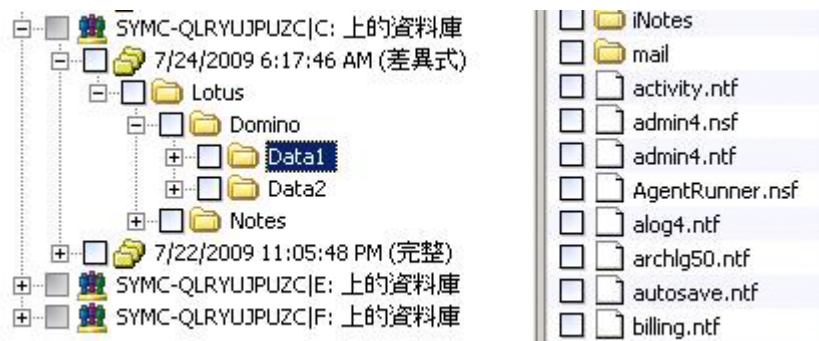 SYMC-QLRYUJPUZC|C: 上的資料庫
7/24/2009 6:17:46 AM (差異式)
Lotus
Domino
Data1
Data2
Notes
7/22/2009 11:05:48 PM (完整)
SYMC-QLRYUJPUZC|E: 上的資料庫
SYMC-QLRYUJPUZC|F: 上的資料庫
iNotes
mail
activity.ntf
admin4.nsf
admin4.ntf
AgentRunner.nsf
alog4.ntf
archlg50.ntf
autosave.ntf
billing.ntf